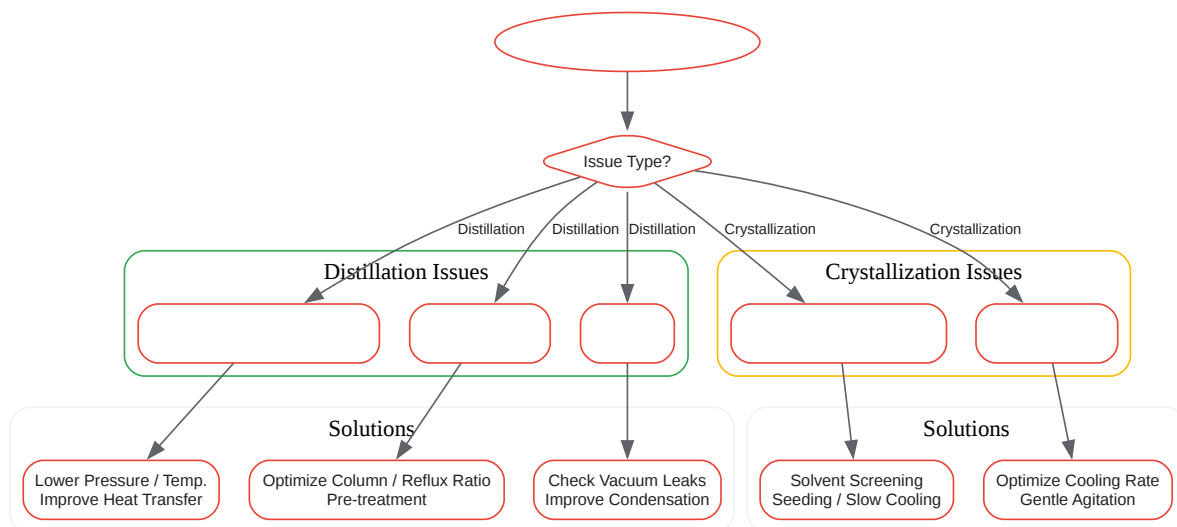 Issue Type?
Distillation
Distillation
Distillation
Crystallization
Crystallization
Distillation Issues
Crystallization Issues
Solutions
Solutions
Lower Pressure / Temp.
Improve Heat Transfer
Optimize Column / Reflux Ratio
Pre-treatment
Check Vacuum Leaks
Improve Condensation
Solvent Screening
Seeding / Slow Cooling
Optimize Cooling Rate
Gentle Agitation